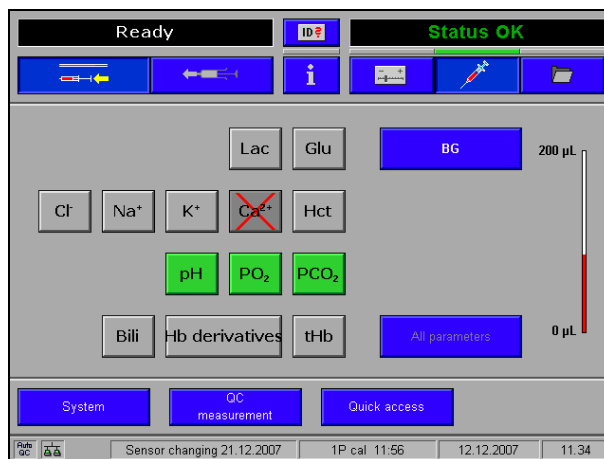 Ready
ID?
Status OK
i
- +
Lac Glu BG 200 µL
Cl⁻ Na⁺ K⁺ Ca²⁺ Hct
pH PO₂ PCO₂
Bili Hb derivatives tHb All parameters 0 µL
System
QC
measurement
Quick access
Auto
QC
Sensor changing 21.12.2007 1P cal 11:56 12.12.2007 11.34